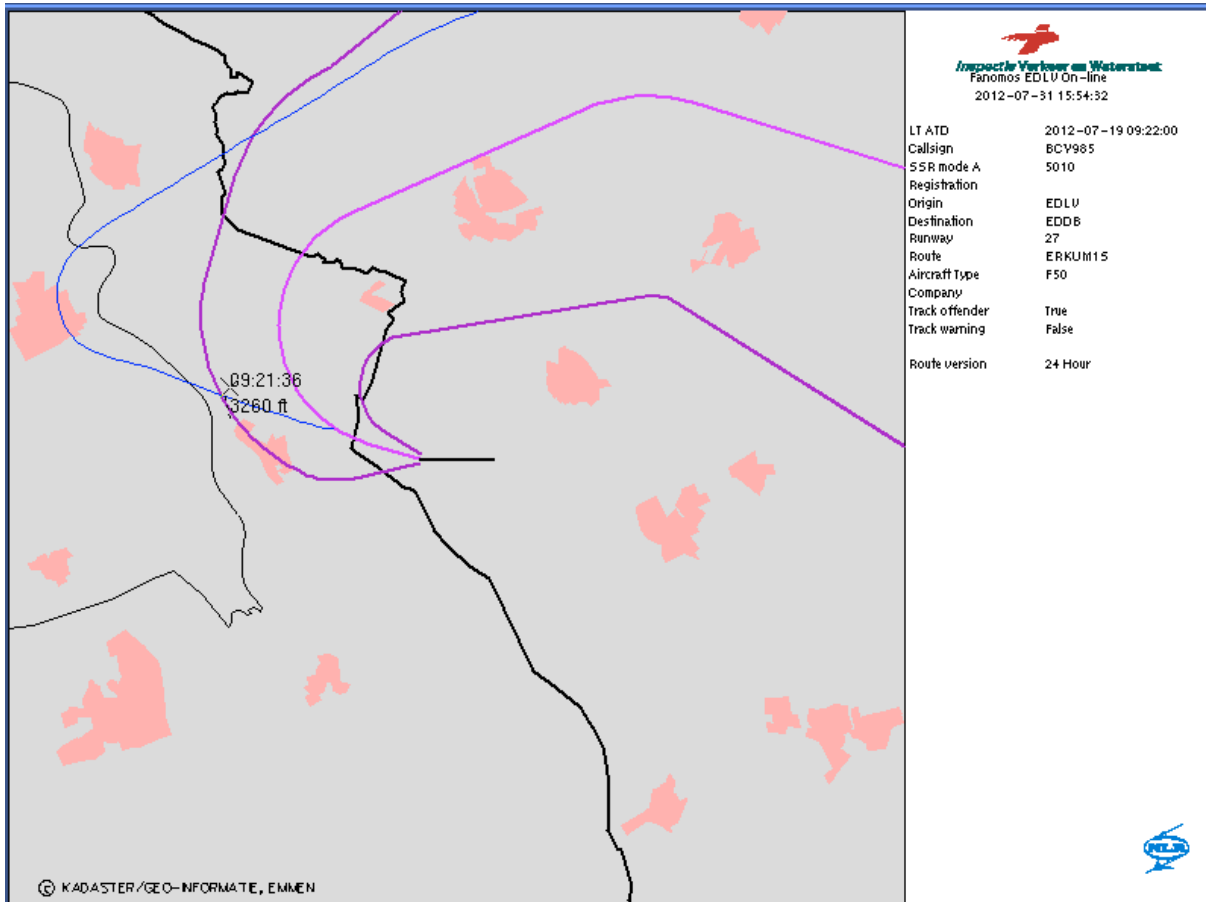 Inspectie Verkeer en Waterstaat
Fanomos EDLV On-line
2012-07-31 15:54:32
LT ATD 2012-07-19 09:22:00
Callsign BCV985
SSR mode A 5010
Registration
Origin EDLV
Destination EDDB
Runway 27
Route ERKUM1S
Aircraft Type F50
Company
Track offender True
Track warning False
Route version 24 Hour
09:21:36
3260 ft
NLR
© KADASTER/GEO-INFORMATIE, EMMEN